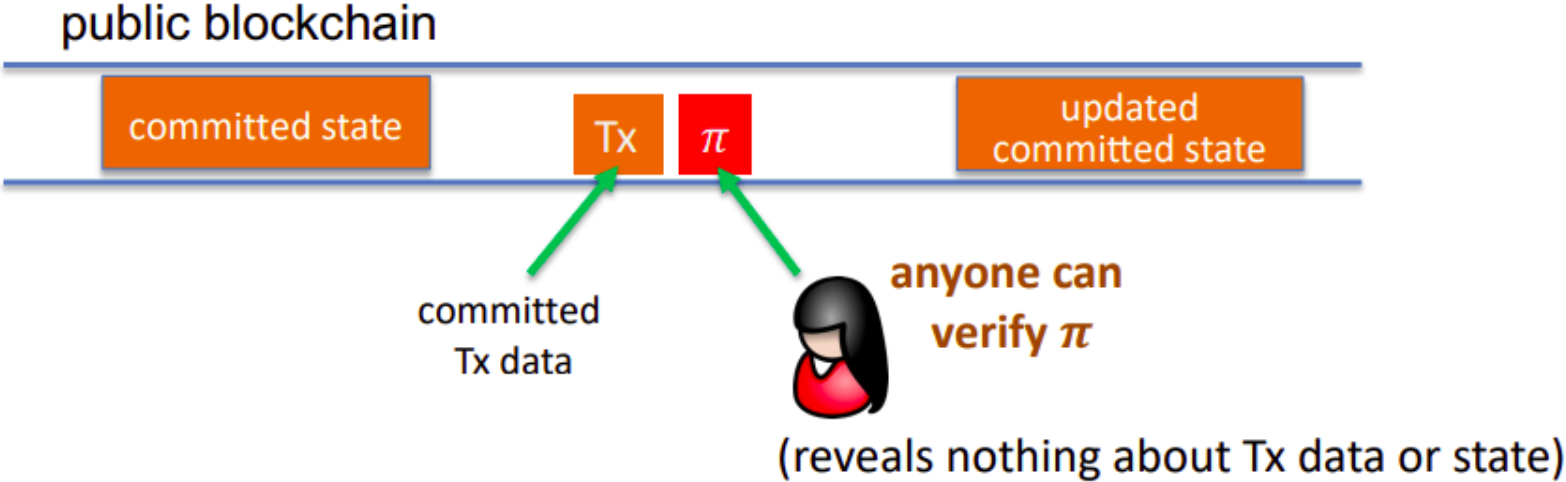 public blockchain
committed state
Tx
π
updated
committed state
committed
Tx data
anyone can
verify π
(reveals nothing about Tx data or state)